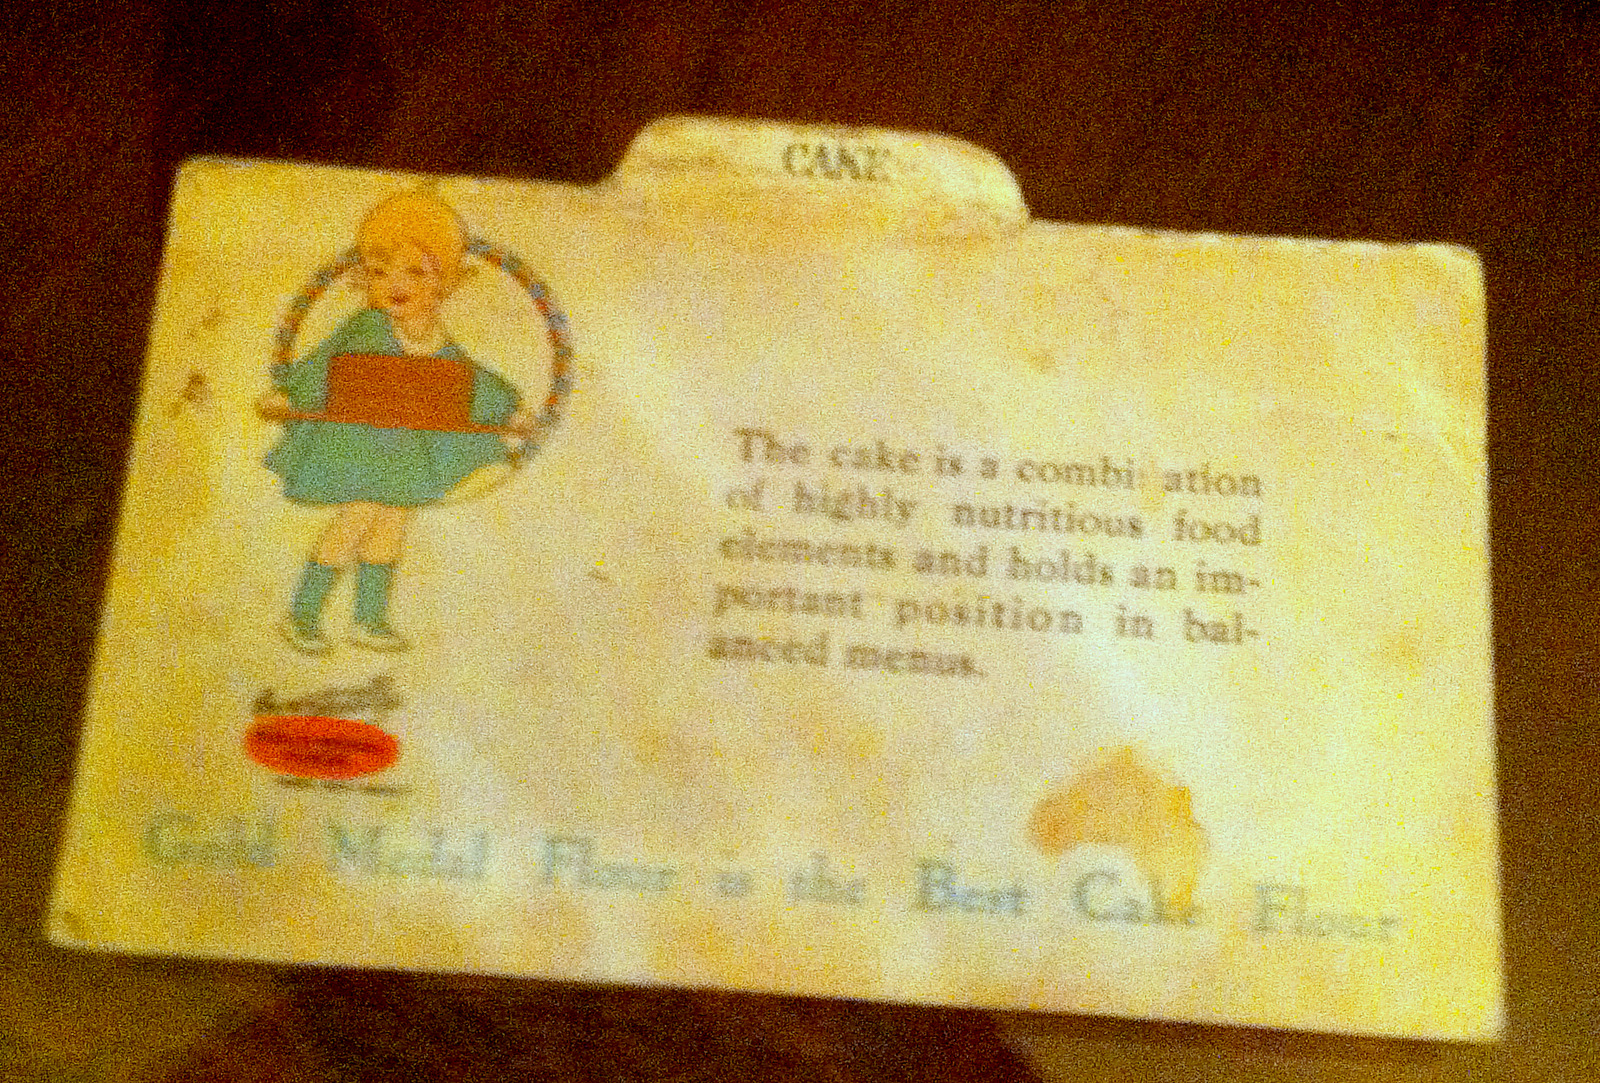 CAKE
The cake is a combi ation
of highly nutritious food
elements and holds an im-
portant position in bal-
anced menus.
Gold Medal Flour is the Best Cake Flour